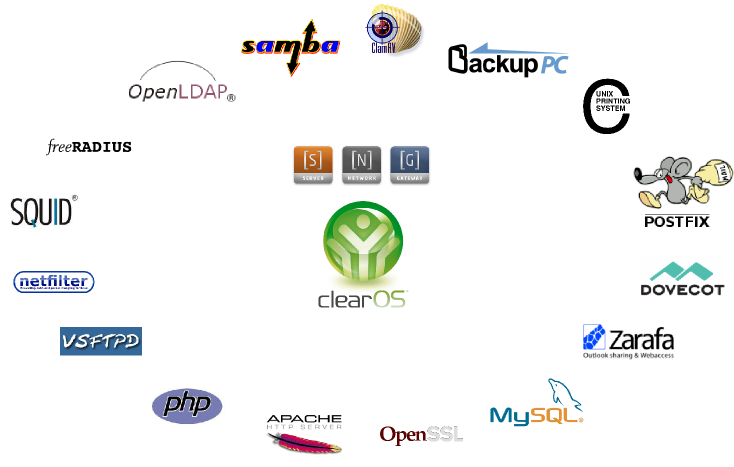 samba
ClamAV
BackupPC
OpenLDAP®
UNIX
PRINTING
SYSTEM
freeRADIUS
[S] [N] [G]
SERVER NETWORK GATEWAY
MAIL
POSTFIX
SQUID®
clearOS
netfilter
DOVECOT
VSFTPD
Zarafa
Outlook sharing & Webaccess
php
APACHE
HTTP SERVER
OpenSSL
MySQL®